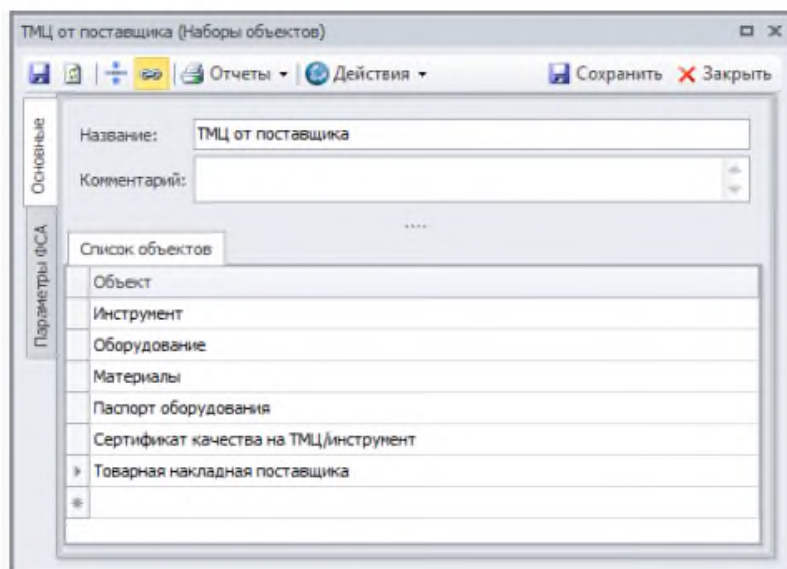 ТМЦ от поставщика (Наборы объектов)
Отчеты Действия Сохранить Закрыть
Основные
Параметры ФСА
Название: ТМЦ от поставщика
Комментарий:
Список объектов
Объект
Инструмент
Оборудование
Материалы
Паспорт оборудования
Сертификат качества на ТМЦ/инструмент
Товарная накладная поставщика